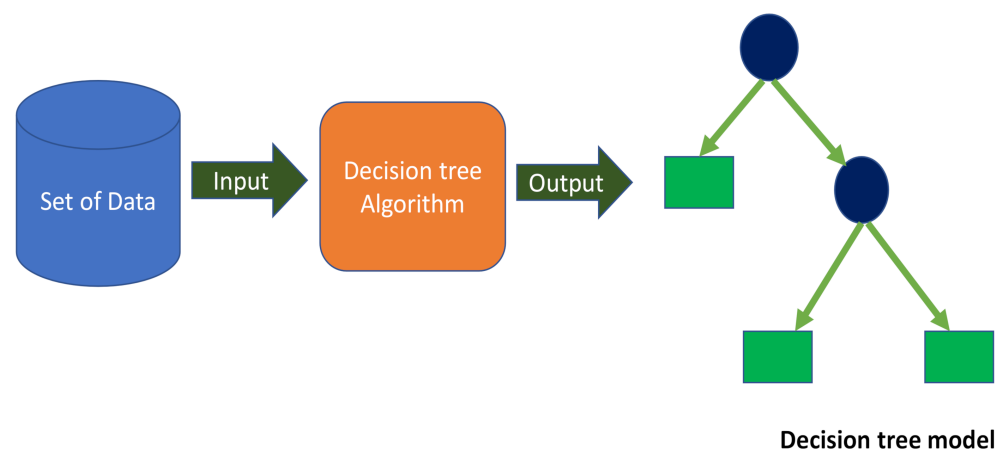 Set of Data
Input
Decision tree
Algorithm
Output
Decision tree model